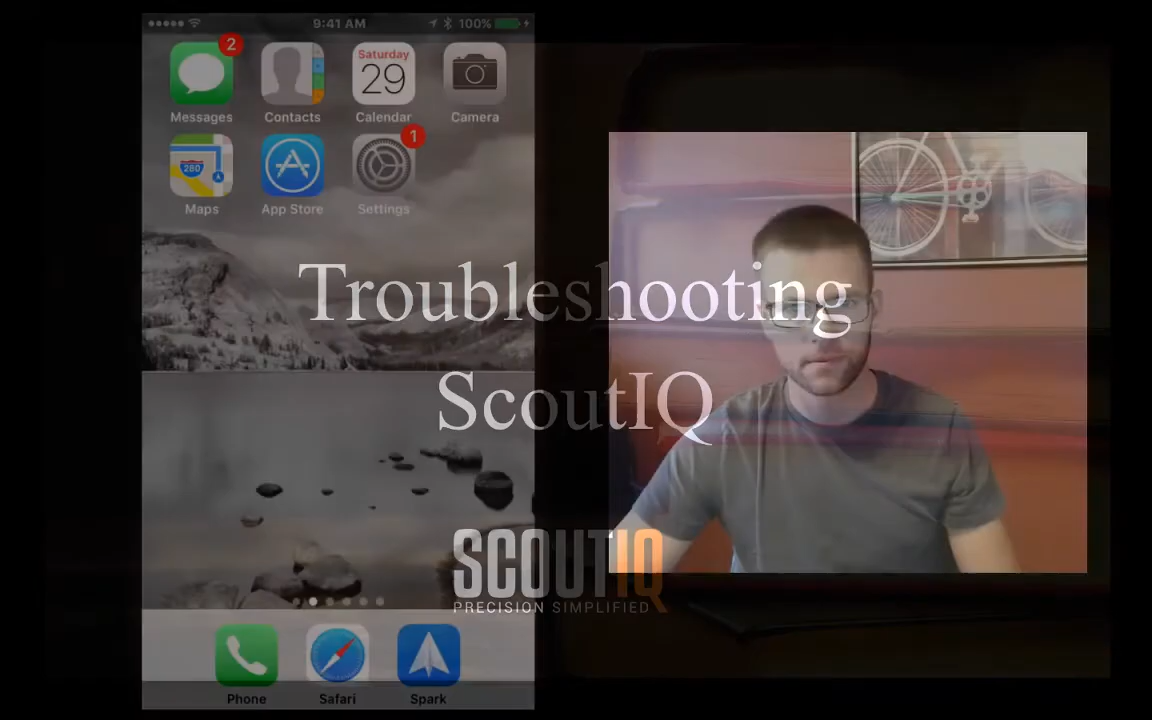 9:41 AM
100%
2
Saturday
29
Messages
Contacts
Calendar
Camera
280
1
Maps
App Store
Settings
Troubleshooting
ScoutIQ
SCOUTIQ
PRECISION SIMPLIFIED
Phone
Safari
Spark